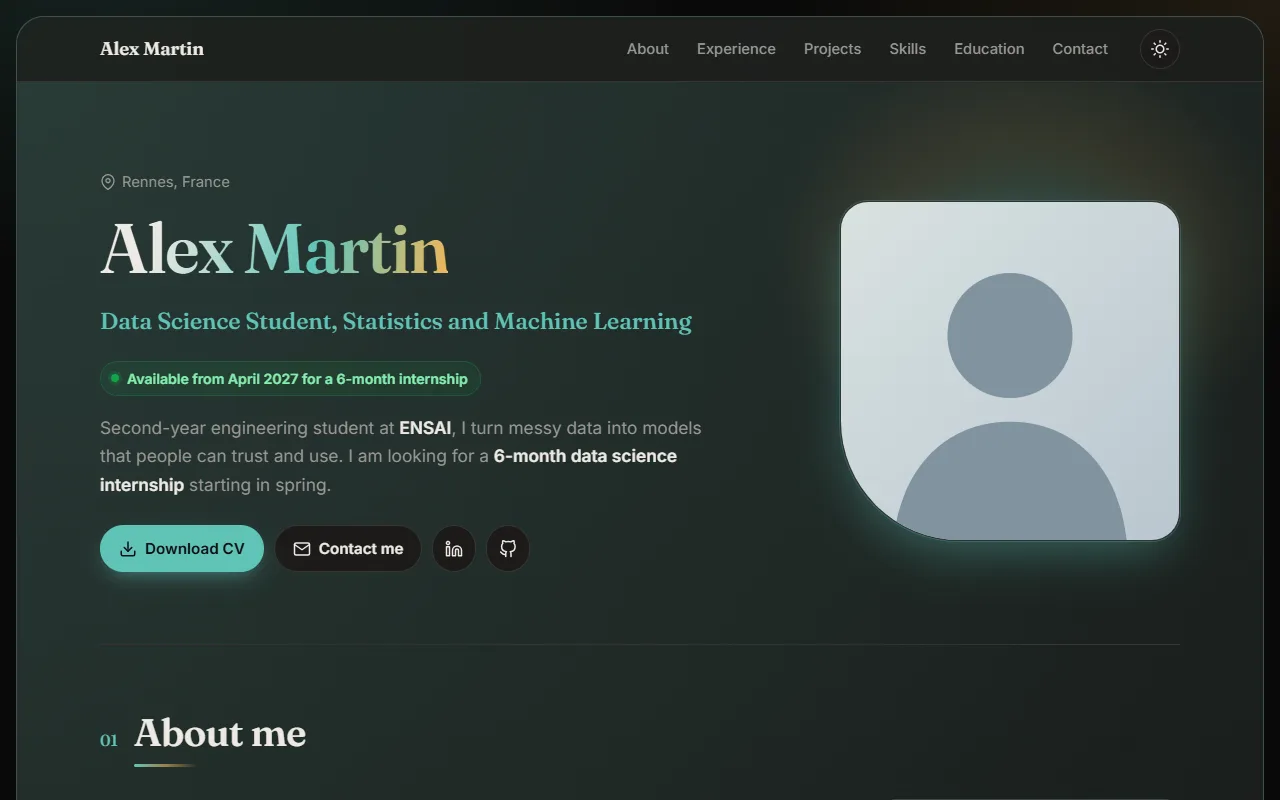 Alex Martin
About
Experience
Projects
Skills
Education
Contact
Rennes, France
Alex Martin
Data Science Student, Statistics and Machine Learning
Available from April 2027 for a 6-month internship
Second-year engineering student at ENSAI, I turn messy data into models
that people can trust and use. I am looking for a 6-month data science
internship starting in spring.
Download CV
Contact me
01
About me